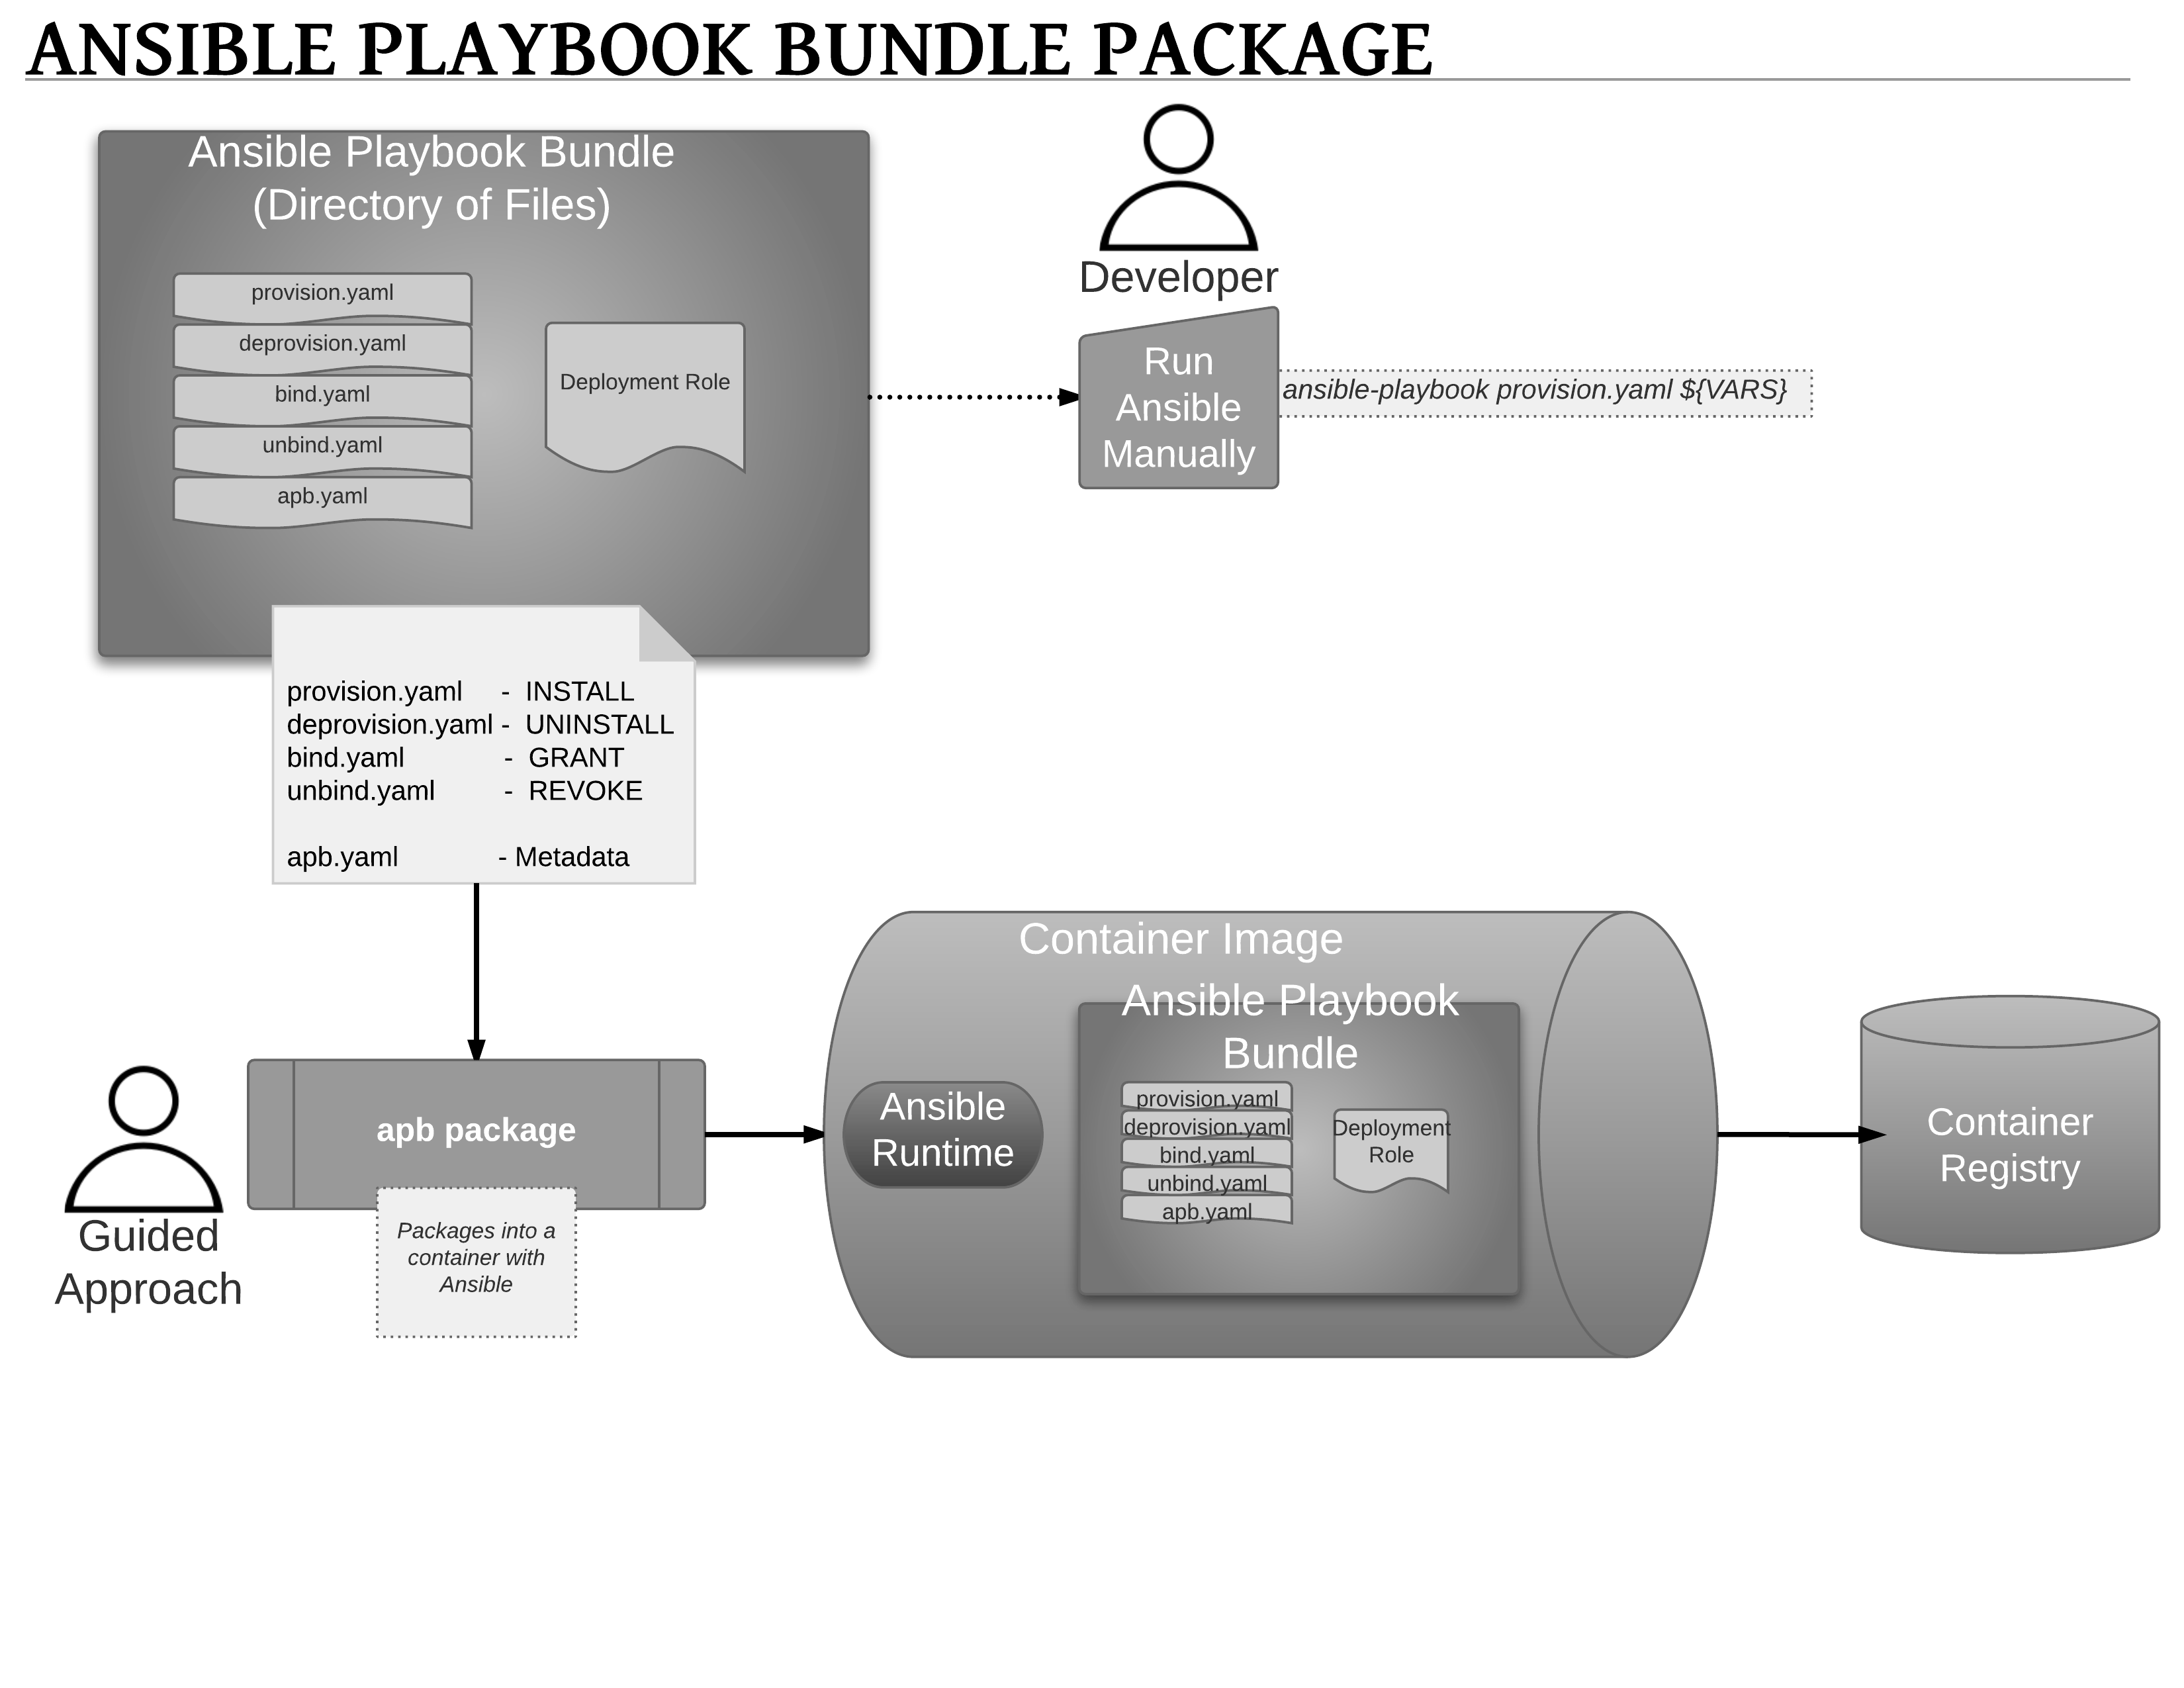 ANSIBLE PLAYBOOK BUNDLE PACKAGE
Ansible Playbook Bundle
(Directory of Files)
provision.yaml
deprovision.yaml
bind.yaml
unbind.yaml
apb.yaml
Deployment Role
Developer
Run
Ansible
Manually
ansible-playbook provision.yaml ${VARS}
provision.yaml - INSTALL
deprovision.yaml - UNINSTALL
bind.yaml - GRANT
unbind.yaml - REVOKE
apb.yaml - Metadata
Guided
Approach
apb package
Packages into a
container with
Ansible
Container Image
Ansible
Runtime
Ansible Playbook
Bundle
provision.yaml
deprovision.yaml
bind.yaml
unbind.yaml
apb.yaml
Deployment
Role
Container
Registry